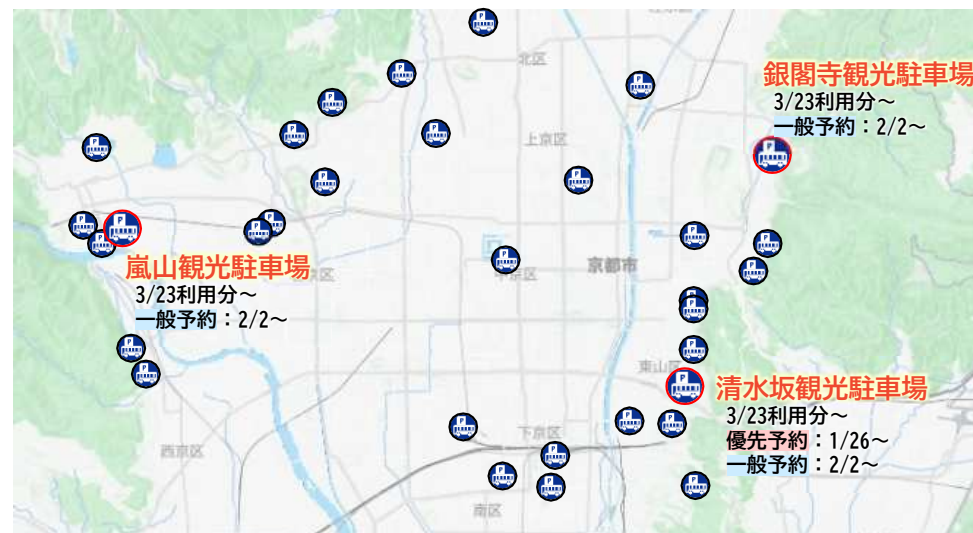 北区
銀閣寺観光駐車場
3/23利用分～
一般予約：2/2～
上京区
嵐山観光駐車場
3/23利用分～
一般予約：2/2～
京都市
東山区
清水坂観光駐車場
3/23利用分～
優先予約：1/26～
一般予約：2/2～
下京区
西京区
南区
P